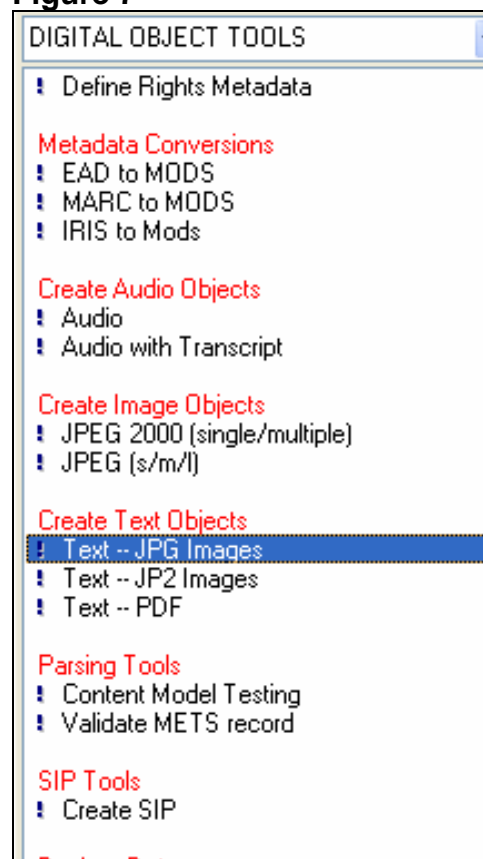 DIGITAL OBJECT TOOLS
! Define Rights Metadata
Metadata Conversions
! EAD to MODS
! MARC to MODS
! IRIS to Mods
Create Audio Objects
! Audio
! Audio with Transcript
Create Image Objects
! JPEG 2000 (single/multiple)
! JPEG (s/m/l)
Create Text Objects
! Text -- JPG Images
! Text -- JP2 Images
! Text -- PDF
Parsing Tools
! Content Model Testing
! Validate METS record
SIP Tools
! Create SIP